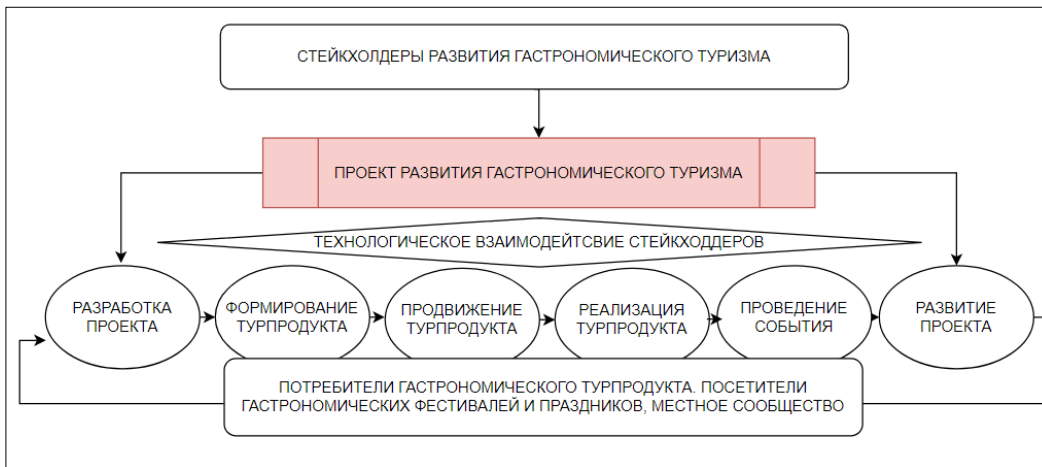 СТЕЙКХОЛДЕРЫ РАЗВИТИЯ ГАСТРОНОМИЧЕСКОГО ТУРИЗМА
ПРОЕКТ РАЗВИТИЯ ГАСТРОНОМИЧЕСКОГО ТУРИЗМА
ТЕХНОЛОГИЧЕСКОЕ ВЗАИМОДЕЙТСВИЕ СТЕЙКХОДДЕРОВ
РАЗРАБОТКА
ПРОЕКТА
ФОРМИРОВАНИЕ
ТУРПРОДУКТА
ПРОДВИЖЕНИЕ
ТУРПРОДУКТА
РЕАЛИЗАЦИЯ
ТУРПРОДУКТА
ПРОВЕДЕНИЕ
СОБЫТИЯ
РАЗВИТИЕ
ПРОЕКТА
ПОТРЕБИТЕЛИ ГАСТРОНОМИЧЕСКОГО ТУРПРОДУКТА. ПОСЕТИТЕЛИ
ГАСТРОНОМИЧЕСКИХ ФЕСТИВАЛЕЙ И ПРАЗДНИКОВ, МЕСТНОЕ СООБЩЕСТВО